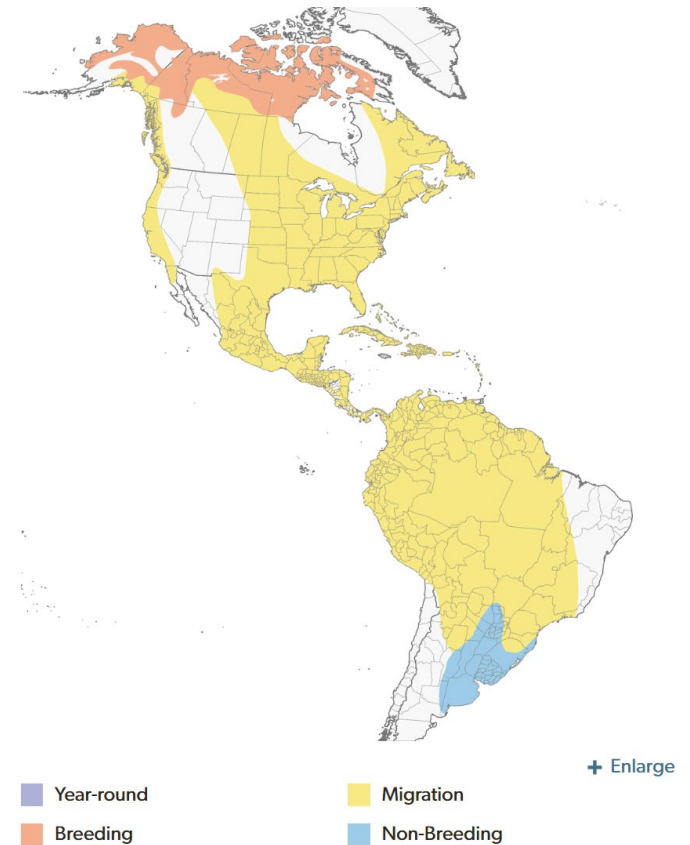 + Enlarge
Year-round
Migration
Breeding
Non-Breeding